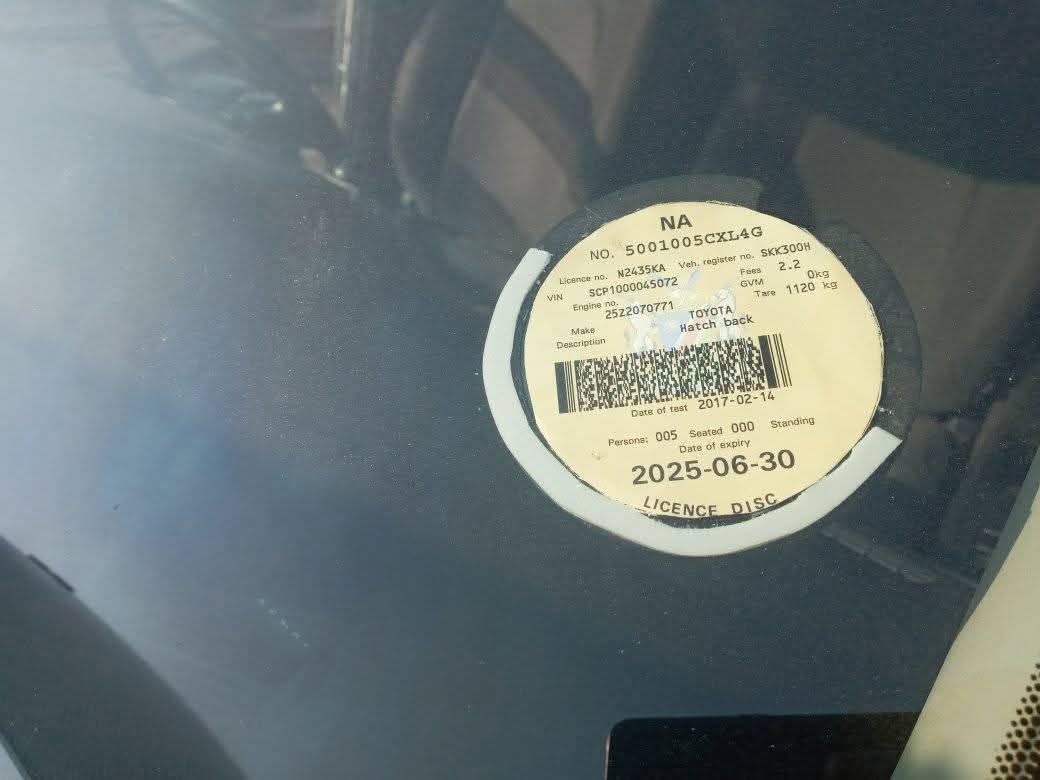 NA
NO. 5001005CXL4G
Licence no. N2435KA Veh. register no. SKK300H
VIN SCP1000045072 Fees 2.2
Engine no. 2SZ2070771 GVM 0kg
Make TOYOTA Tare 1120 kg
Description Hatch back
Date of test 2017-02-14
Persons: 005 Seated 000 Standing
Date of expiry
2025-06-30
LICENCE DISC